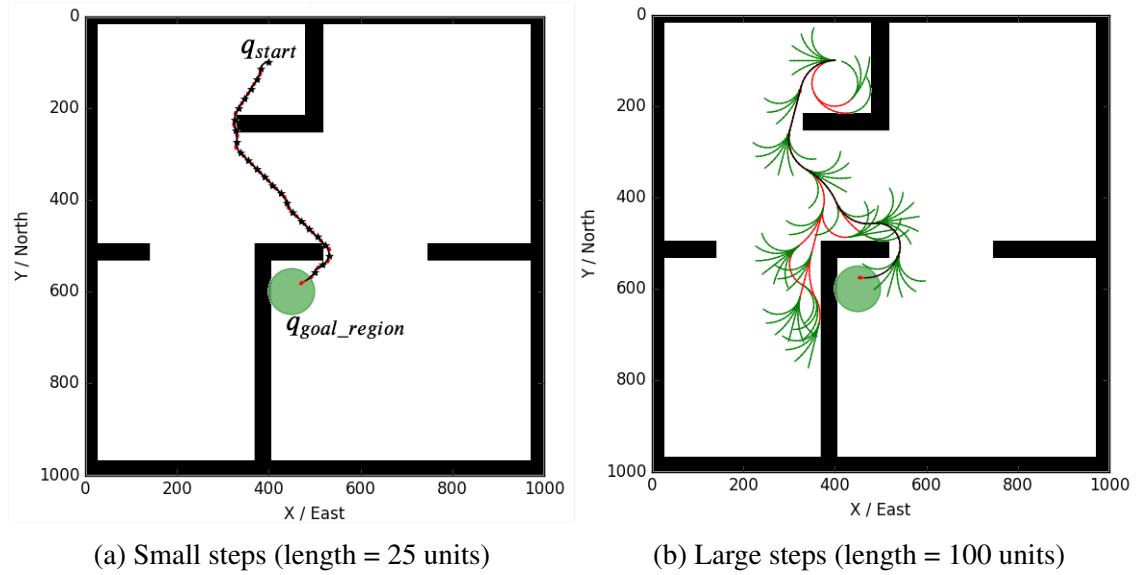 0
200
400
600
800
1000
Y / North
q_start
q_goal_region
0 200 400 600 800 1000
X / East
(a) Small steps (length = 25 units)
0
200
400
600
800
1000
Y / North
0 200 400 600 800 1000
X / East
(b) Large steps (length = 100 units)